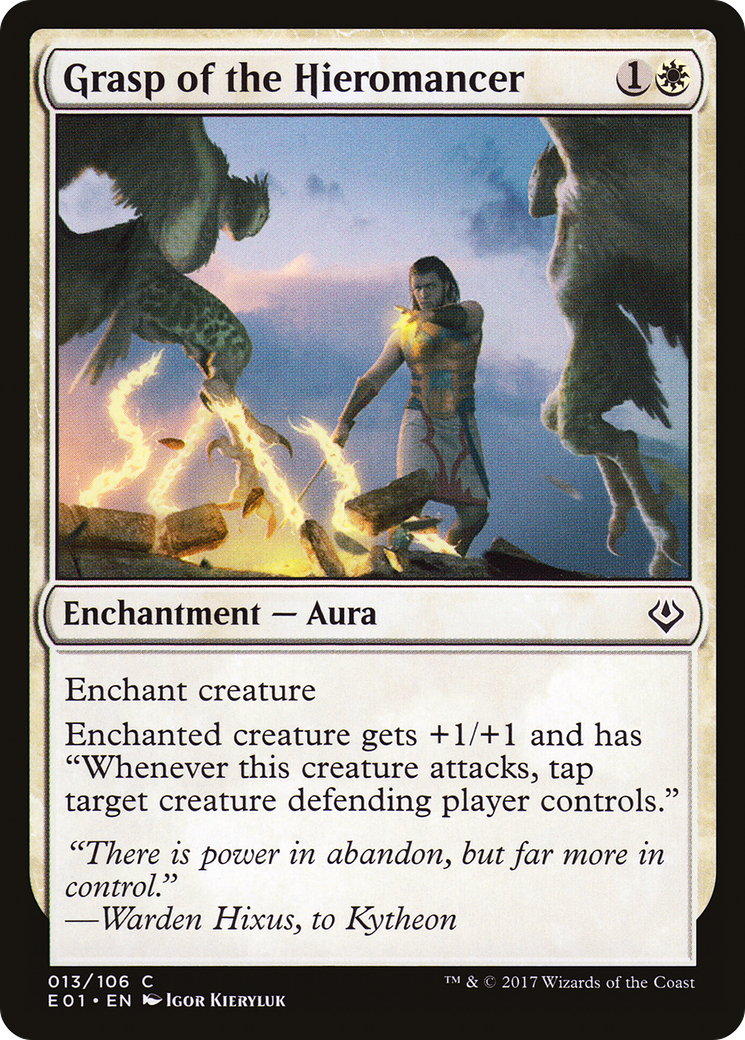 Grasp of the Hieromancer 1
Enchantment — Aura
Enchant creature
Enchanted creature gets +1/+1 and has
“Whenever this creature attacks, tap
target creature defending player controls.”
“There is power in abandon, but far more in
control.”
—Warden Hixus, to Kytheon
013/106 C
™ & © 2017 Wizards of the Coast
E01 • EN Igor Kieryluk